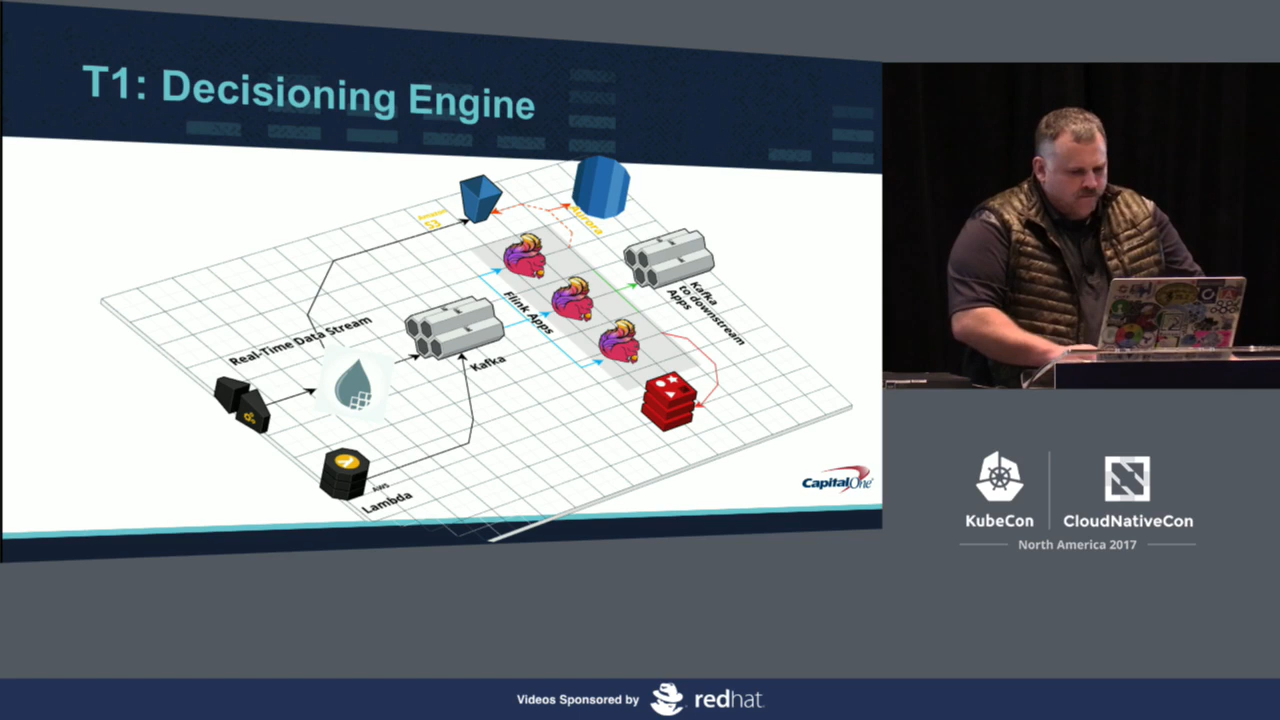 T1: Decisioning Engine
Amazon
S3
Aurora
Real-Time Data Stream
Kafka
Flink Apps
Kafka
to downstream
Apps
AWS
Lambda
CapitalOne
KubeCon
CloudNativeCon
North America 2017
Videos Sponsored by
redhat